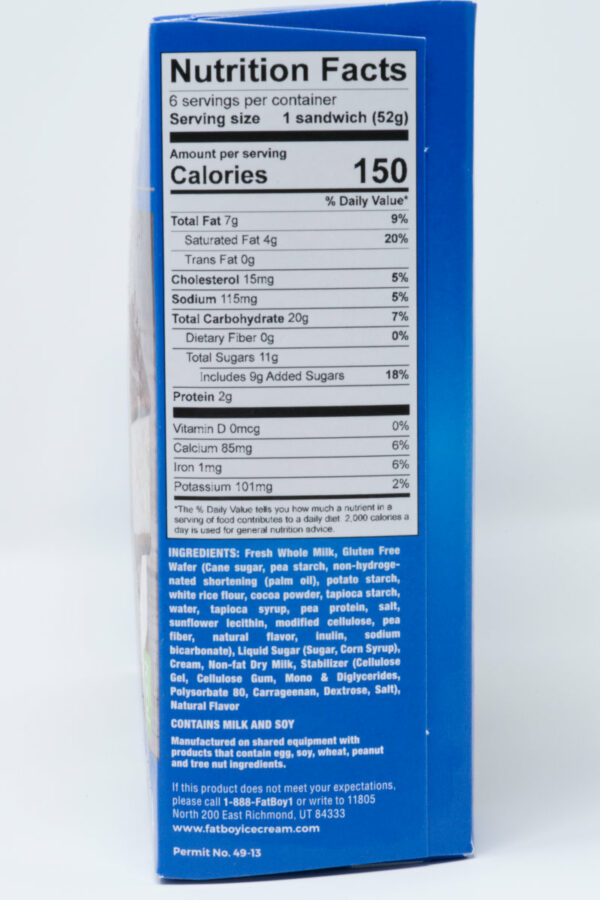 Nutrition Facts
6 servings per container
Serving size 1 sandwich (52g)
Amount per serving
Calories 150
% Daily Value*
Total Fat 7g 9%
Saturated Fat 4g 20%
Trans Fat 0g
Cholesterol 15mg 5%
Sodium 115mg 5%
Total Carbohydrate 20g 7%
Dietary Fiber 0g 0%
Total Sugars 11g
Includes 9g Added Sugars 18%
Protein 2g
Vitamin D 0mcg 0%
Calcium 85mg 6%
Iron 1mg 6%
Potassium 101mg 2%
*The % Daily Value tells you how much a nutrient in a
serving of food contributes to a daily diet. 2,000 calories a
day is used for general nutrition advice.
INGREDIENTS: Fresh Whole Milk, Gluten Free
Wafer (Cane sugar, pea starch, non-hydroge-
nated shortening (palm oil), potato starch,
white rice flour, cocoa powder, tapioca starch,
water, tapioca syrup, pea protein, salt,
sunflower lecithin, modified cellulose, pea
fiber, natural flavor, inulin, sodium
bicarbonate), Liquid Sugar (Sugar, Corn Syrup),
Cream, Non-fat Dry Milk, Stabilizer (Cellulose
Gel, Cellulose Gum, Mono & Diglycerides,
Polysorbate 80, Carrageenan, Dextrose, Salt),
Natural Flavor
CONTAINS MILK AND SOY
Manufactured on shared equipment with
products that contain egg, soy, wheat, peanut
and tree nut ingredients.
If this product does not meet your expectations,
please call 1-888-FatBoy1 or write to 11805
North 200 East Richmond, UT 84333
www.fatboyicecream.com
Permit No. 49-13